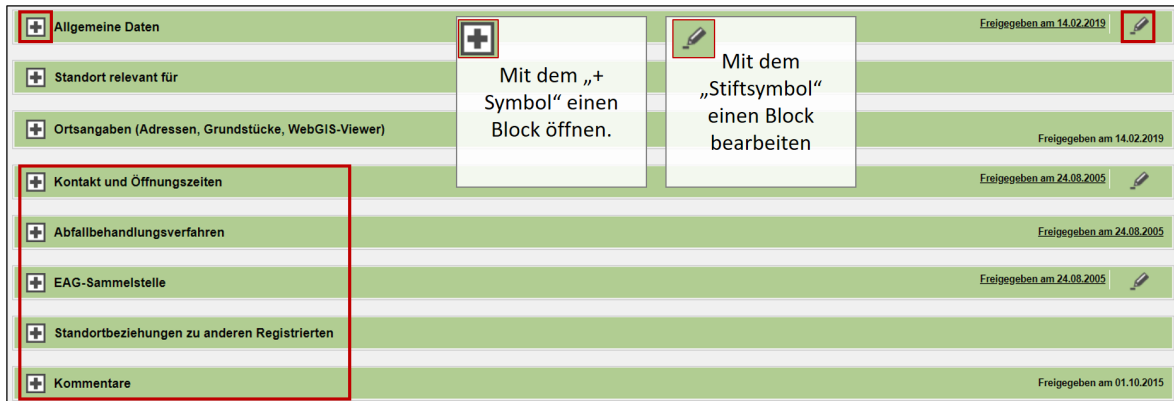 Allgemeine Daten
Freigegeben am 14.02.2019
Mit dem „+
Symbol“ einen
Block öffnen.
Mit dem
„Stiftsymbol“
einen Block
bearbeiten
Standort relevant für
Ortsangaben (Adressen, Grundstücke, WebGIS-Viewer)
Freigegeben am 14.02.2019
Kontakt und Öffnungszeiten
Freigegeben am 24.08.2005
Abfallbehandlungsverfahren
Freigegeben am 24.08.2005
EAG-Sammelstelle
Freigegeben am 24.08.2005
Standortbeziehungen zu anderen Registrierten
Kommentare
Freigegeben am 01.10.2015